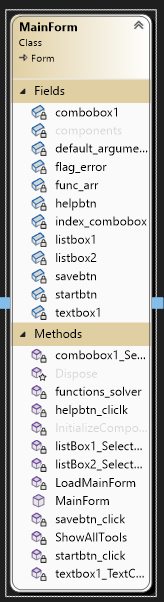 MainForm
Class
Form
Fields
combobox1
components
default_argume...
flag_error
func_arr
helpbtn
index_combobox
listbox1
listbox2
savebtn
startbtn
textbox1
Methods
combobox1_Se...
Dispose
functions_solver
helpbtn_cliclk
InitializeCompo...
listBox1_Select...
listBox2_Select...
LoadMainForm
MainForm
savebtn_click
ShowAllTools
startbtn_click
textbox1_TextC...